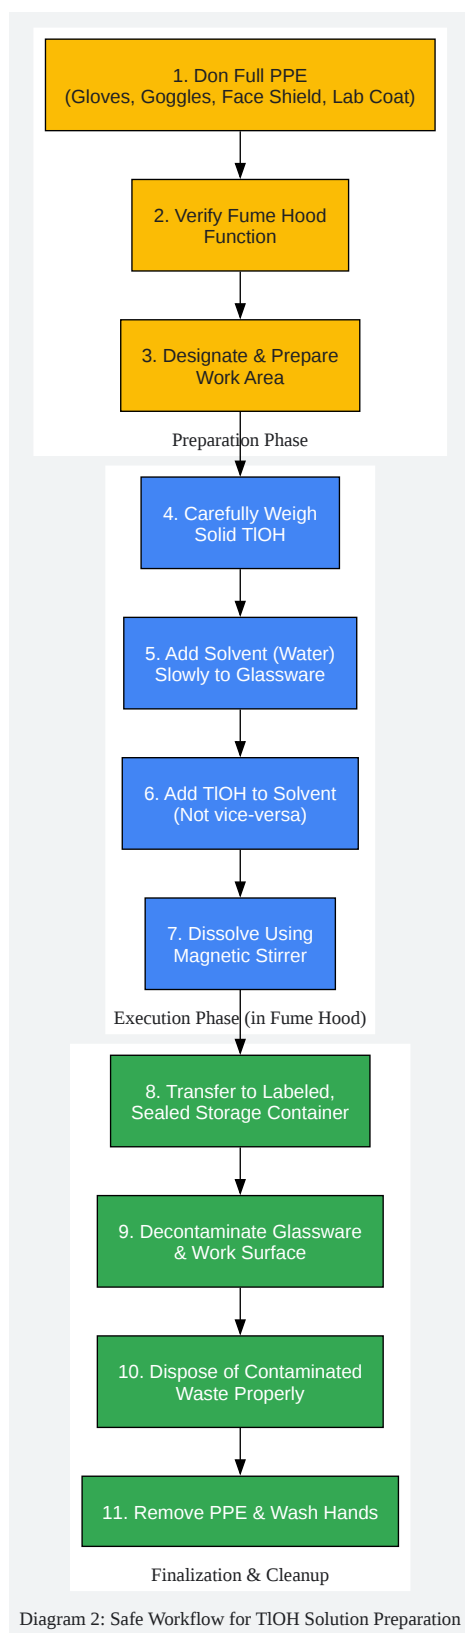 1. Don Full PPE
(Gloves, Goggles, Face Shield, Lab Coat)
2. Verify Fume Hood
Function
3. Designate & Prepare
Work Area
Preparation Phase
4. Carefully Weigh
Solid TlOH
5. Add Solvent (Water)
Slowly to Glassware
6. Add TlOH to Solvent
(Not vice-versa)
7. Dissolve Using
Magnetic Stirrer
Execution Phase (in Fume Hood)
8. Transfer to Labeled,
Sealed Storage Container
9. Decontaminate Glassware
& Work Surface
10. Dispose of Contaminated
Waste Properly
11. Remove PPE & Wash Hands
Finalization & Cleanup
Diagram 2: Safe Workflow for TlOH Solution Preparation